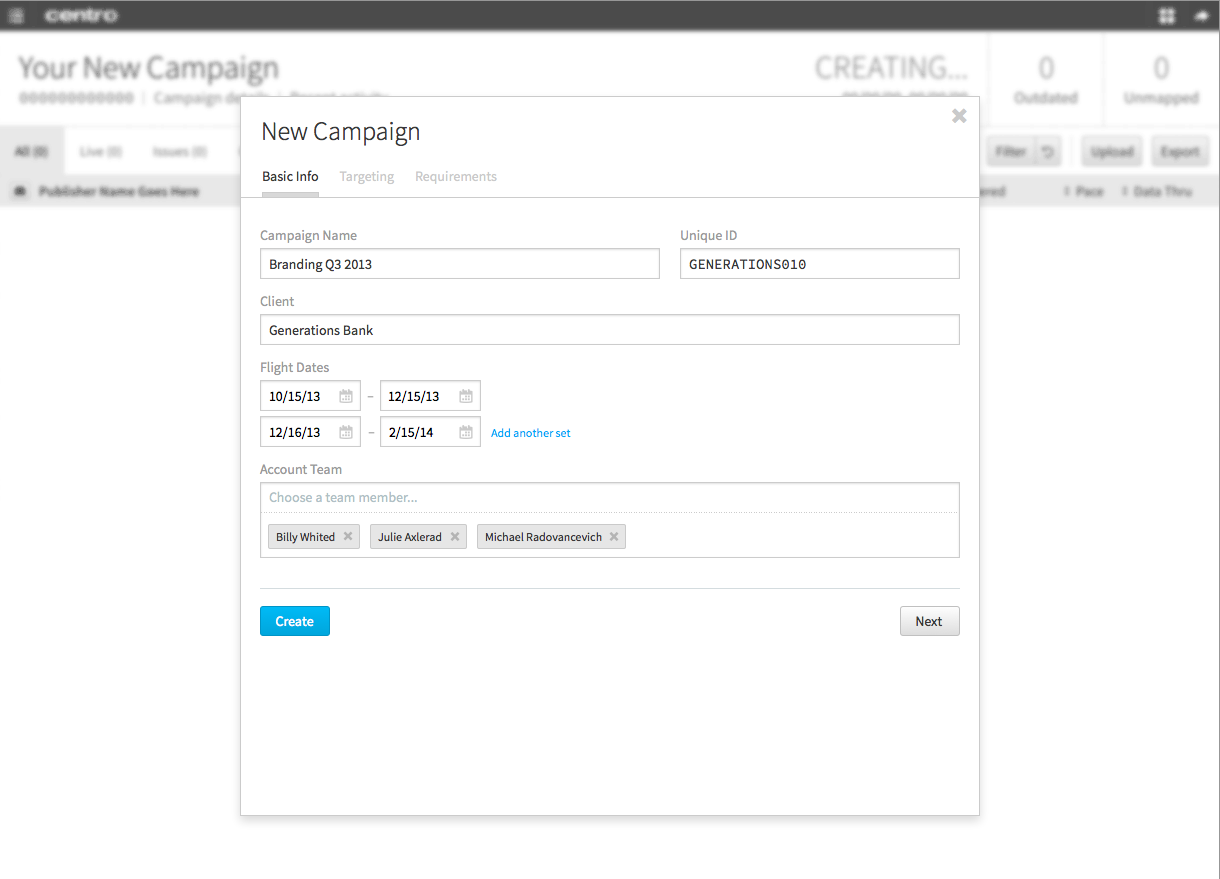 centro
Your New Campaign
CREATING...
0
0
000000000000 | Campaign details | Recent activity
Outdated
Unmapped
All (0)
Live (0)
Issues (0)
Filter
Upload
Export
Publisher Name Goes Here
Pace
Data Thru
New Campaign
Basic Info
Targeting
Requirements
Campaign Name
Unique ID
Branding Q3 2013
GENERATIONS010
Client
Generations Bank
Flight Dates
10/15/13 – 12/15/13
12/16/13 – 2/15/14 Add another set
Account Team
Choose a team member...
Billy Whited
Julie Axlerad
Michael Radovancevich
Create
Next